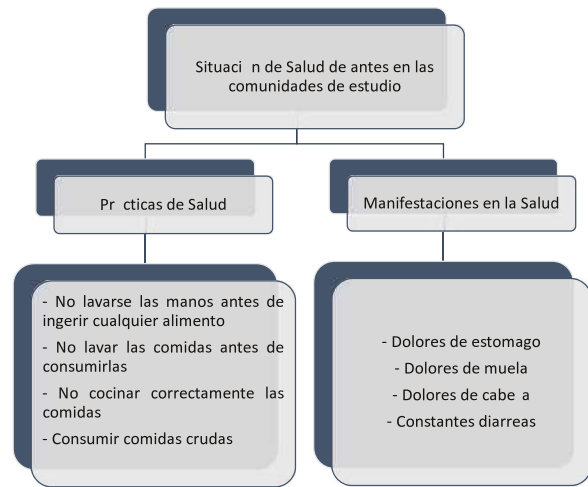 Situaci n de Salud de antes en las
comunidades de estudio
Pr cticas de Salud
Manifestaciones en la Salud
- No lavarse las manos antes de
ingerir cualquier alimento
- No lavar las comidas antes de
consumirlas
- No cocinar correctamente las
comidas
- Consumir comidas crudas
- Dolores de estomago
- Dolores de muela
- Dolores de cabe a
- Constantes diarreas